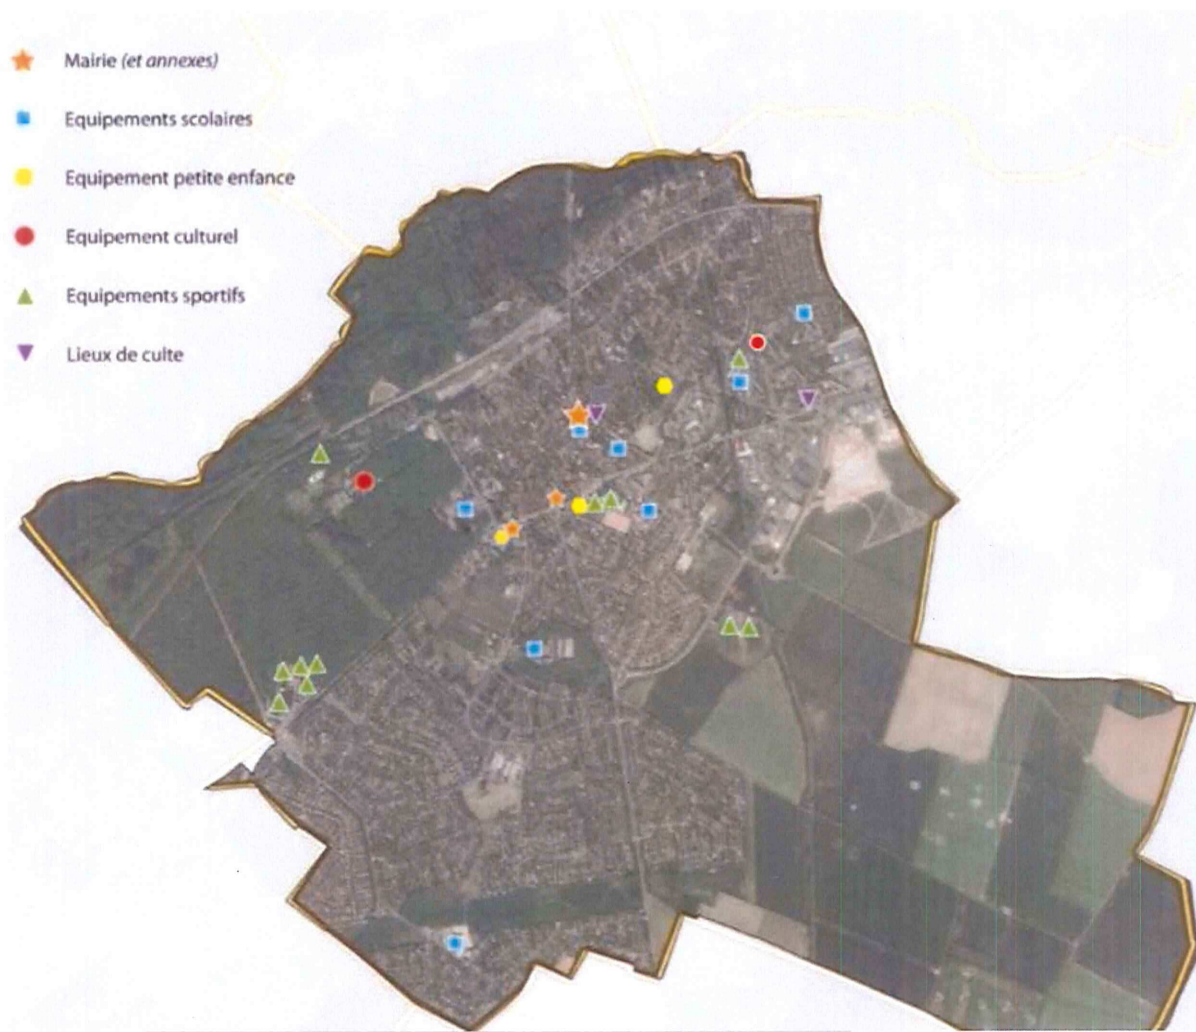 Mairie (et annexes)
Equipements scolaires
Equipement petite enfance
Equipement culturel
Equipements sportifs
Lieux de culte